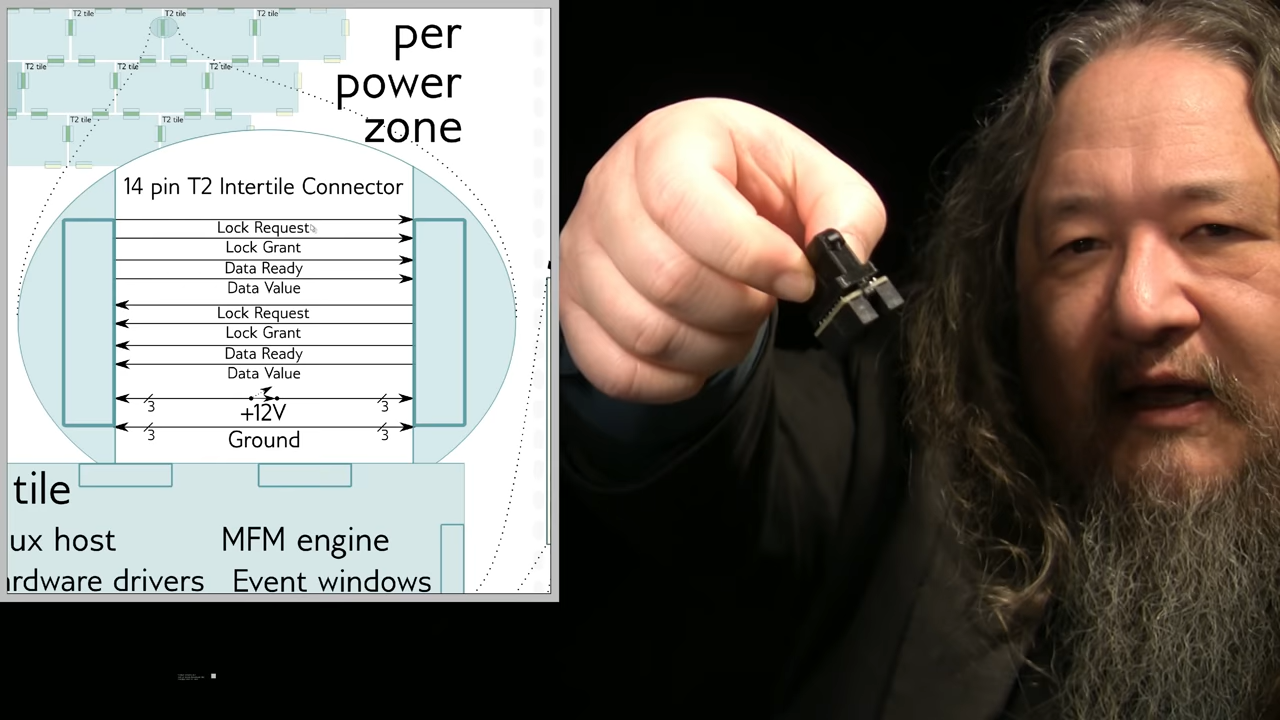 T2 tile
T2 tile
T2 tile
T2 tile
T2 tile
T2 tile
T2 tile
T2 tile
per
power
zone
14 pin T2 Intertile Connector
Lock Request
Lock Grant
Data Ready
Data Value
Lock Request
Lock Grant
Data Ready
Data Value
3 3
+12V
3 3
Ground
tile
ux host MFM engine
ardware drivers Event windows